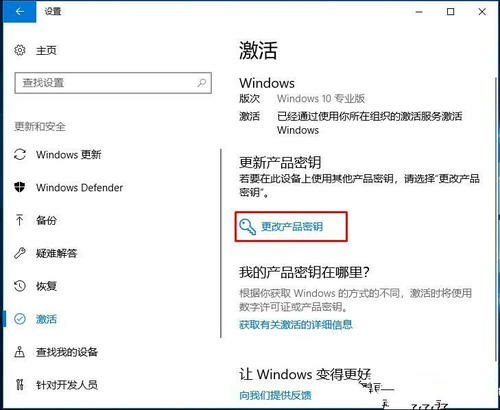 设置
主页
查找设置
更新和安全
Windows 更新
Windows Defender
备份
疑难解答
恢复
激活
查找我的设备
针对开发人员
激活
Windows
版次 Windows 10 专业版
激活 已经通过使用你所在组织的激活服务激活
Windows
更新产品密钥
若要在此设备上使用其他产品密钥，请选择“更改产品
密钥”。
更改产品密钥
我的产品密钥在哪里？
根据你获取 Windows 的方式的不同，激活时将使用
数字许可证或产品密钥。
获取有关激活的详细信息
让 Windows 变得更好
向我们提供反馈